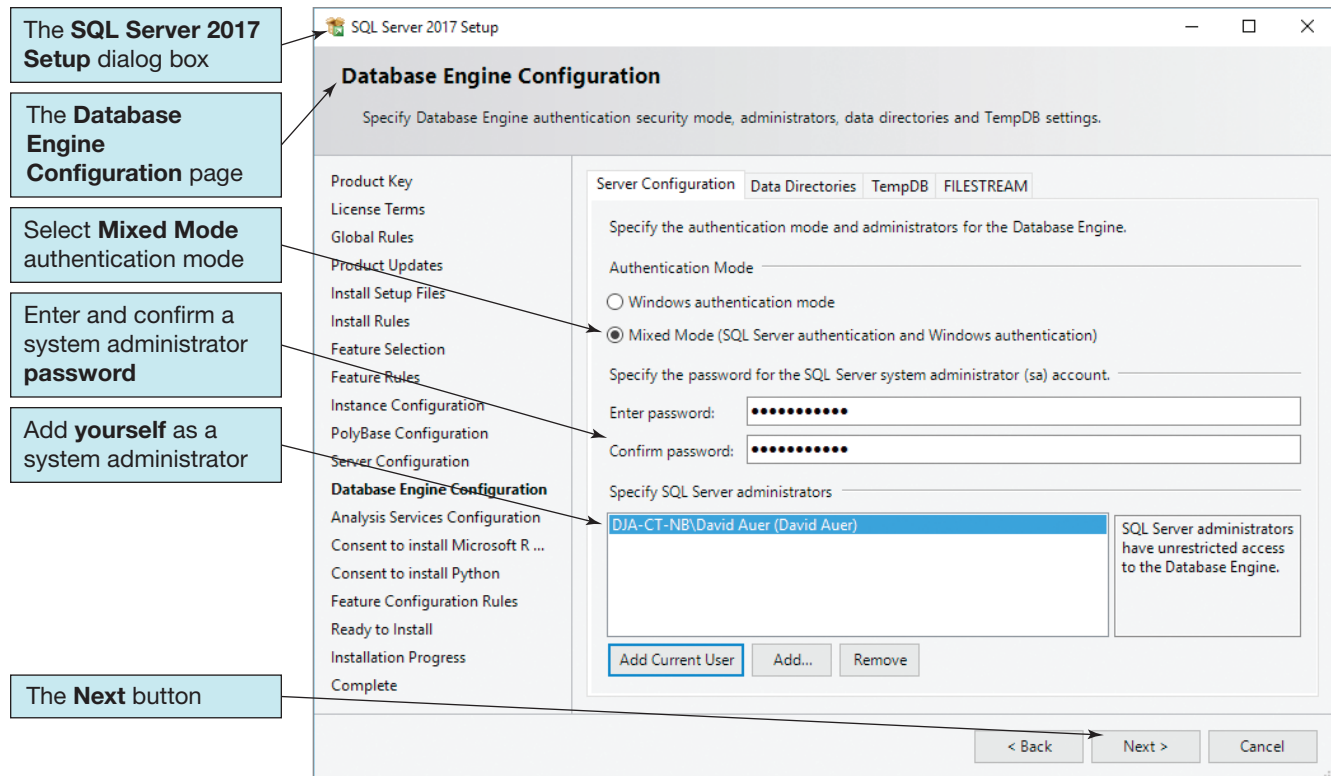 The SQL Server 2017
Setup dialog box
The Database
Engine
Configuration page
Select Mixed Mode
authentication mode
Enter and confirm a
system administrator
password
Add yourself as a
system administrator
The Next button
SQL Server 2017 Setup
Database Engine Configuration
Specify Database Engine authentication security mode, administrators, data directories and TempDB settings.
Product Key
License Terms
Global Rules
Product Updates
Install Setup Files
Install Rules
Feature Selection
Feature Rules
Instance Configuration
PolyBase Configuration
Server Configuration
Database Engine Configuration
Analysis Services Configuration
Consent to install Microsoft R ...
Consent to install Python
Feature Configuration Rules
Ready to Install
Installation Progress
Complete
Server Configuration Data Directories TempDB FILESTREAM
Specify the authentication mode and administrators for the Database Engine.
Authentication Mode
Windows authentication mode
Mixed Mode (SQL Server authentication and Windows authentication)
Specify the password for the SQL Server system administrator (sa) account.
Enter password: ●●●●●●●●●●●
Confirm password: ●●●●●●●●●●●
Specify SQL Server administrators
DJA-CT-NB\David Auer (David Auer)
SQL Server administrators
have unrestricted access
to the Database Engine.
Add Current User Add... Remove
< Back Next > Cancel